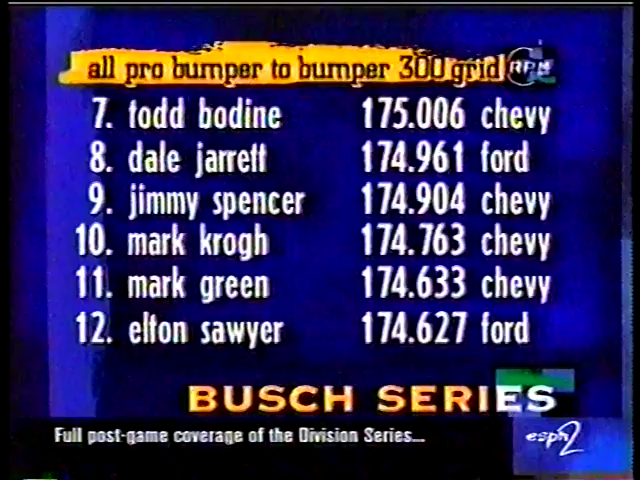 all pro bumper to bumper 300 grid RPM
7. todd bodine 175.006 chevy
8. dale jarrett 174.961 ford
9. jimmy spencer 174.904 chevy
10. mark krogh 174.763 chevy
11. mark green 174.633 chevy
12. elton sawyer 174.627 ford
BUSCH SERIES
Full post-game coverage of the Division Series...
espn2